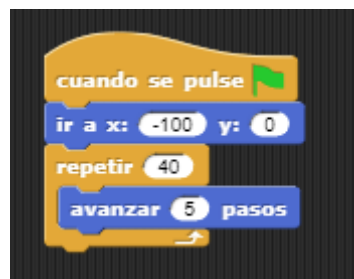 cuando se pulse
ir a x: -100 y: 0
repetir 40
avanzar 5 pasos